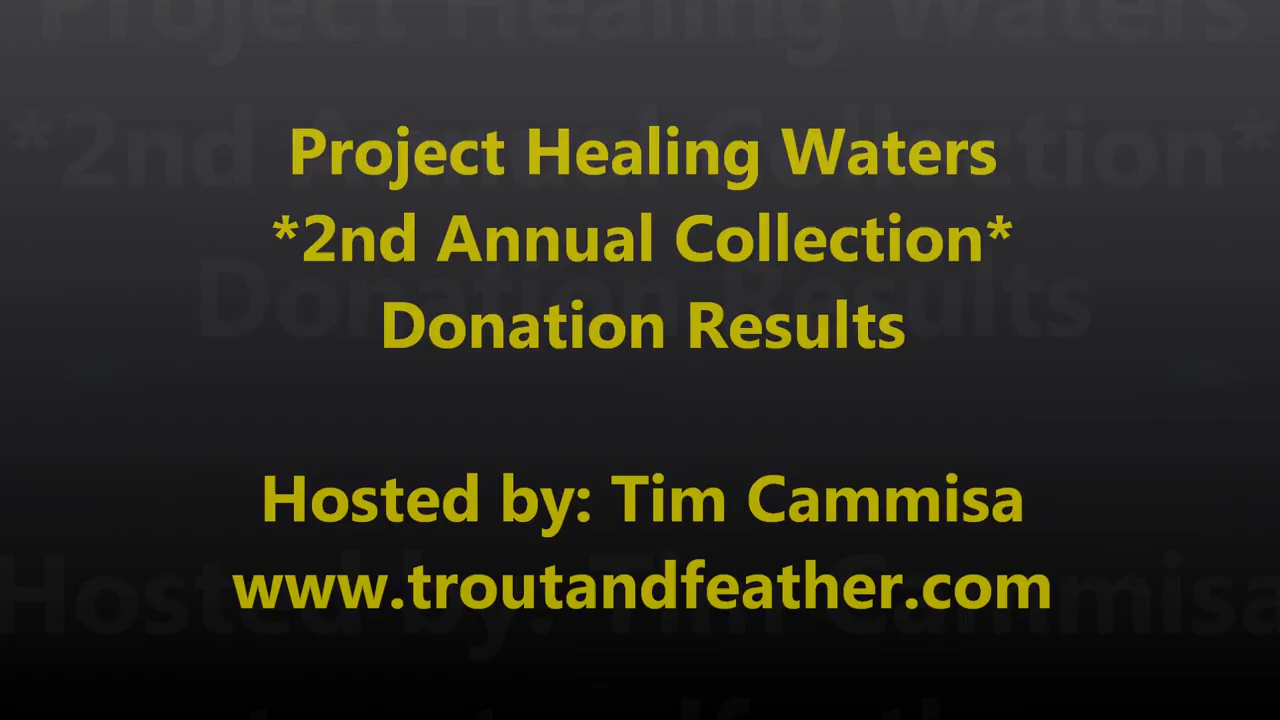 Project Healing Waters
*2nd Annual Collection*
Donation Results
Hosted by: Tim Cammisa
www.troutandfeather.com